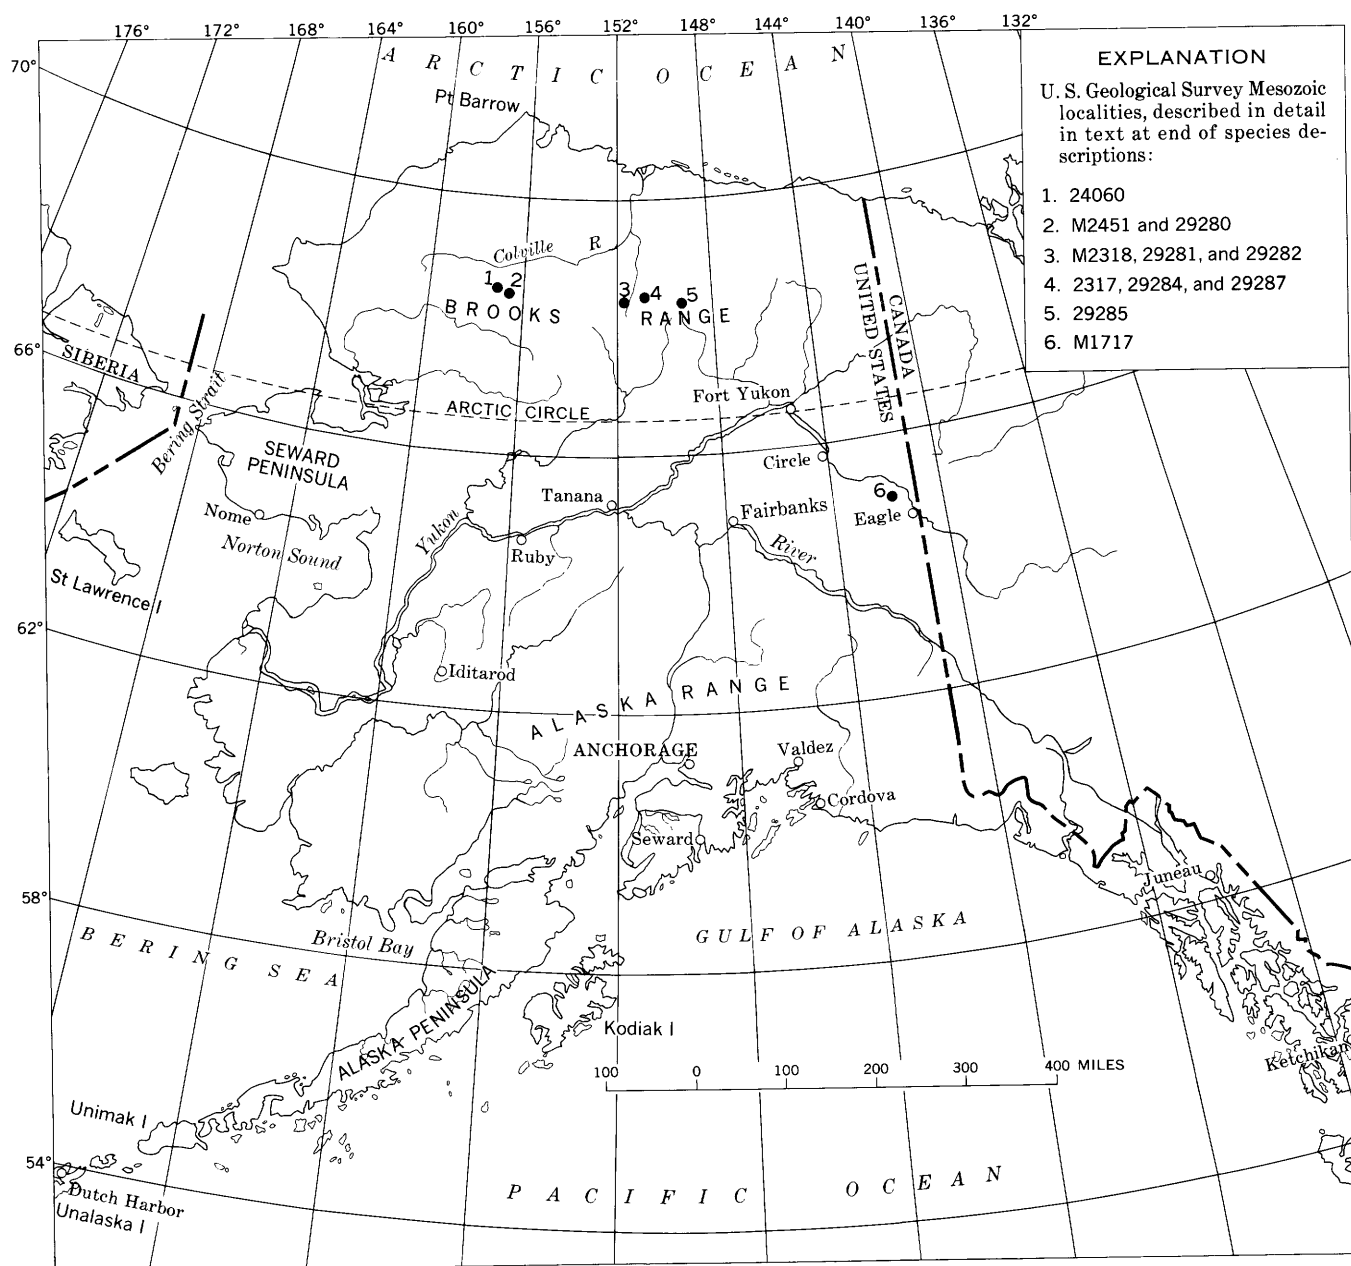 176° 172° 168° 164° 160° 156° 152° 148° 144° 140° 136° 132°
ARCTIC OCEAN
70°
Pt Barrow
EXPLANATION
U. S. Geological Survey Mesozoic
localities, described in detail
in text at end of species de-
scriptions:
1. 24060
2. M2451 and 29280
3. M2318, 29281, and 29282
4. 2317, 29284, and 29287
5. 29285
6. M1717
Colville R
1 2
3 4 5
BROOKS RANGE
CANADA
UNITED STATES
66°
SIBERIA
Bering Strait
ARCTIC CIRCLE
Fort Yukon
SEWARD
PENINSULA
Circle
Tanana
6
Nome
Fairbanks
Eagle
Yukon
River
Norton Sound
Ruby
St Lawrence I
62°
Iditarod
ALASKA RANGE
ANCHORAGE
Valdez
Cordova
Seward
Juneau
58°
BERING SEA
Bristol Bay
GULF OF ALASKA
ALASKA PENINSULA
Kodiak I
Ketchikan
100 0 100 200 300 400 MILES
Unimak I
54°
Dutch Harbor
Unalaska I
PACIFIC OCEAN